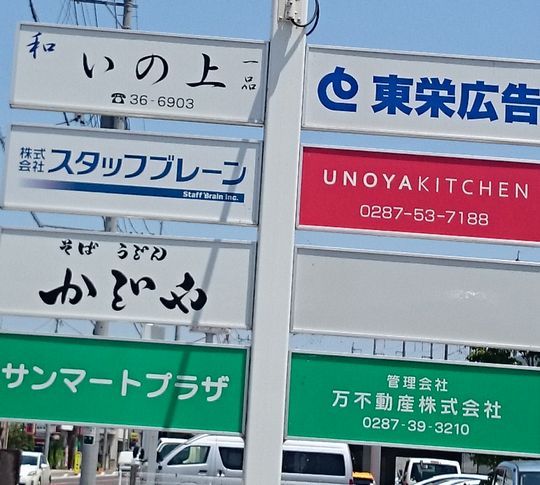 和 いの上 一品
☎36-6903
株式会社 スタッフブレーン
Staff Brain Inc.
そば うどん
かどや
サンマートプラザ
東栄広告
UNOYAKITCHEN
0287-53-7188
管理会社
万不動産株式会社
0287-39-3210